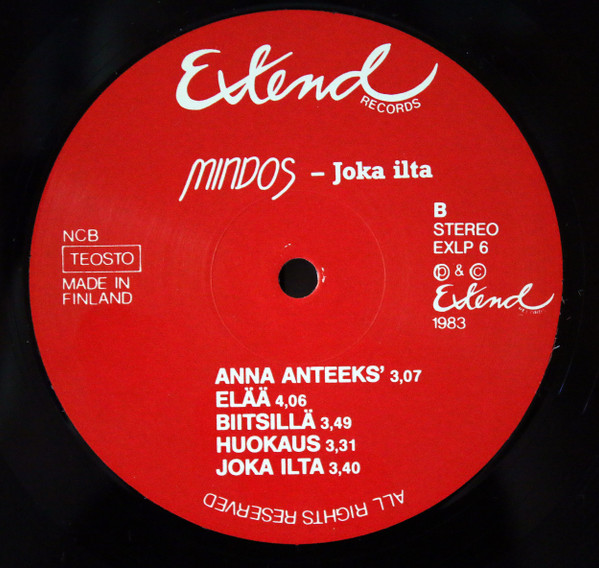 Extend
RECORDS
MINDOS – Joka ilta
NCB
TEOSTO
MADE IN
FINLAND
B
STEREO
EXLP 6
Ⓟ & ©
Extend
1983
ANNA ANTEEKS' 3,07
ELÄÄ 4,06
BIITSILLÄ 3,49
HUOKAUS 3,31
JOKA ILTA 3,40
ALL RIGHTS RESERVED